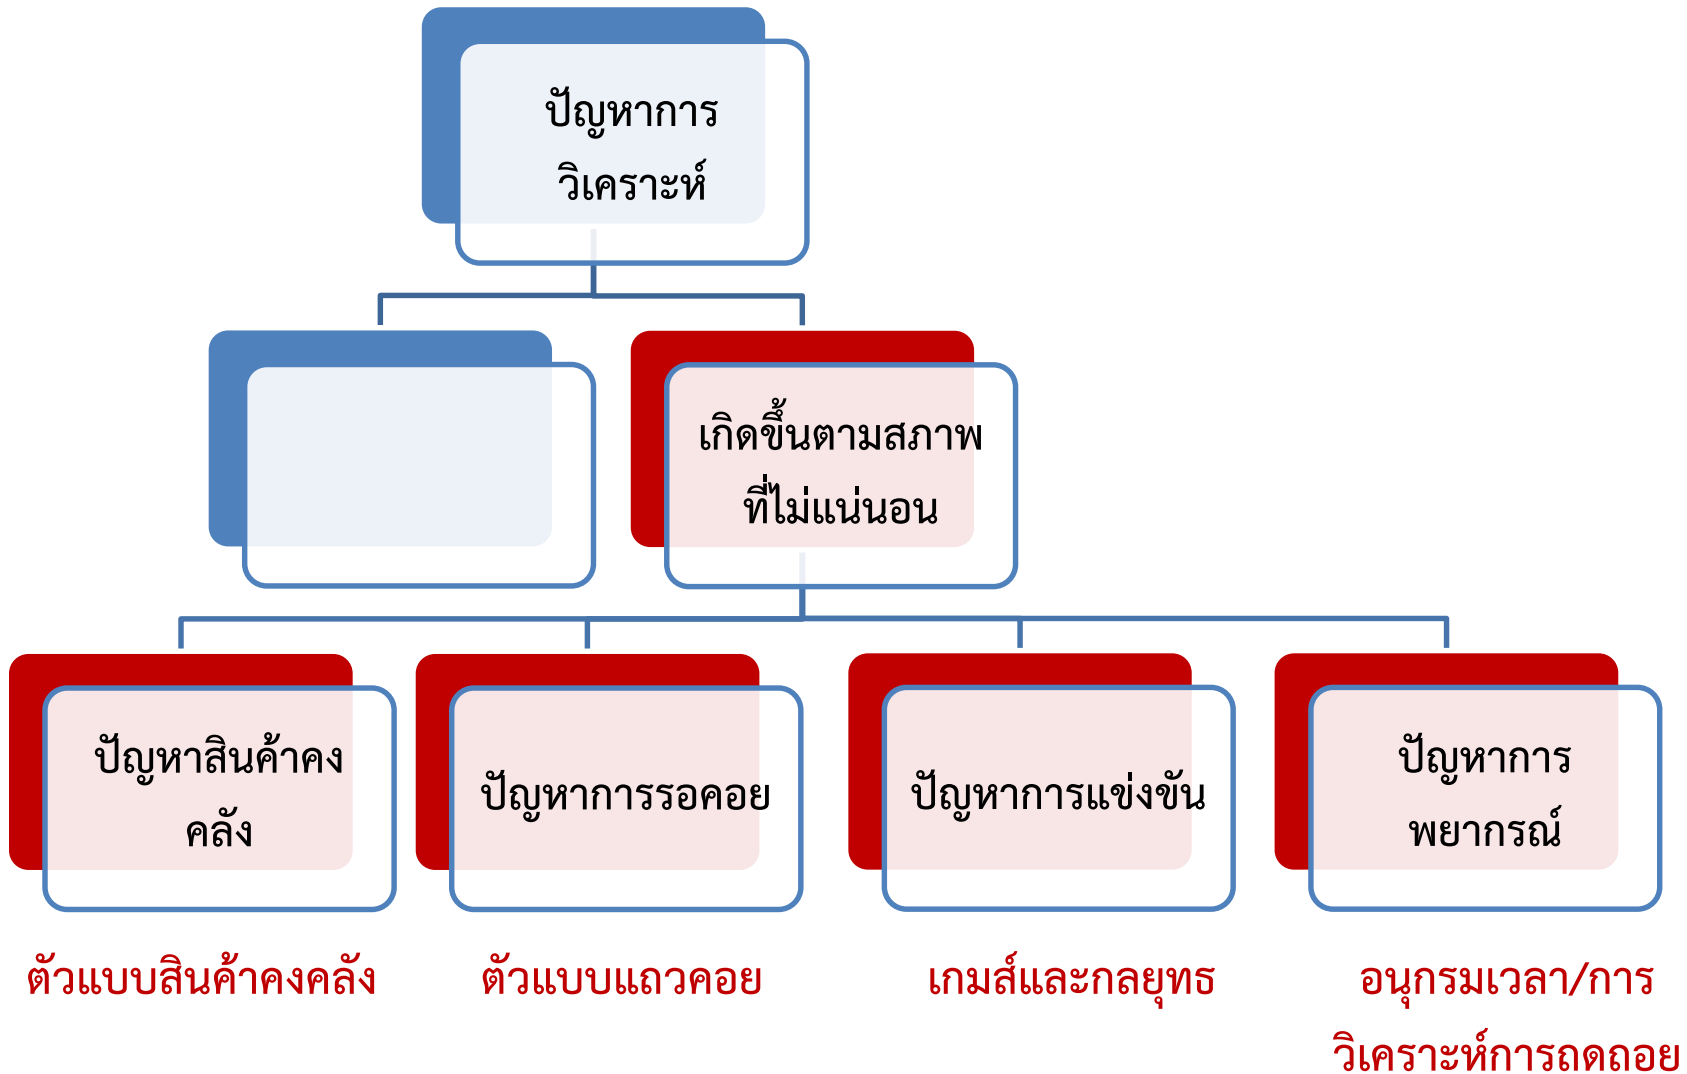 ปัญหาการ
วิเคราะห์
เกิดขึ้นตามสภาพ
ที่ไม่แน่นอน
ปัญหาสินค้าคง
คลัง
ปัญหาการรอคอย
ปัญหาการแข่งขัน
ปัญหาการ
พยากรณ์
ตัวแบบสินค้าคงคลัง
ตัวแบบแถวคอย
เกมส์และกลยุทธ
อนุกรมเวลา/การ
วิเคราะห์การถดถอย